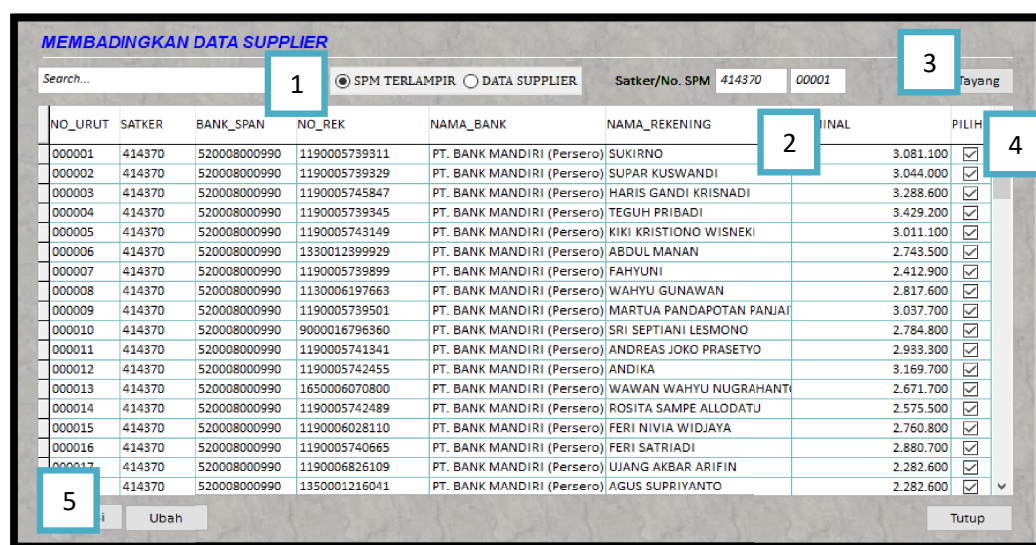 MEMBADINGKAN DATA SUPPLIER
3
Search... 1 SPM TERLAMPIR DATA SUPPLIER Satker/No. SPM 414370 00001 Tayang
NO_URUT SATKER BANK_SPAN NO_REK NAMA_BANK NAMA_REKENING 2 PILIH 4
000001 414370 520008000990 1190005739311 PT. BANK MANDIRI (Persero) SUKIRNO 3.081.100
000002 414370 520008000990 1190005739329 PT. BANK MANDIRI (Persero) SUPAR KUSWANDI 3.044.000
000003 414370 520008000990 1190005745847 PT. BANK MANDIRI (Persero) HARIS GANDI KRISNADI 3.288.600
000004 414370 520008000990 1190005739345 PT. BANK MANDIRI (Persero) TEGUH PRIBADI 3.429.200
000005 414370 520008000990 1190005743149 PT. BANK MANDIRI (Persero) KIKI KRISTIONO WISNEKI 3.011.100
000006 414370 520008000990 1330012399929 PT. BANK MANDIRI (Persero) ABDUL MANAN 2.743.500
000007 414370 520008000990 1190005739899 PT. BANK MANDIRI (Persero) FAHYUNI 2.412.900
000008 414370 520008000990 1130006197663 PT. BANK MANDIRI (Persero) WAHYU GUNAWAN 2.817.600
000009 414370 520008000990 1190005739501 PT. BANK MANDIRI (Persero) MARTUA PANDAPOTAN PANJAI 3.037.700
000010 414370 520008000990 9000016796360 PT. BANK MANDIRI (Persero) SRI SEPTIANI LESMONO 2.784.800
000011 414370 520008000990 1190005741341 PT. BANK MANDIRI (Persero) ANDREAS JOKO PRASETYO 2.933.300
000012 414370 520008000990 1190005742455 PT. BANK MANDIRI (Persero) ANDIKA 3.169.700
000013 414370 520008000990 1650006070800 PT. BANK MANDIRI (Persero) WAWAN WAHYU NUGRAHANT 2.671.700
000014 414370 520008000990 1190005742489 PT. BANK MANDIRI (Persero) ROSITA SAMPE ALLODATU 2.575.500
000015 414370 520008000990 1190006028110 PT. BANK MANDIRI (Persero) FERI NIVIA WIDJAYA 2.760.800
000016 414370 520008000990 1190005740665 PT. BANK MANDIRI (Persero) FERI SATRIADI 2.880.700
414370 520008000990 1190006826109 PT. BANK MANDIRI (Persero) UJANG AKBAR ARIFIN 2.282.600
414370 520008000990 1350001216041 PT. BANK MANDIRI (Persero) AGUS SUPRIYANTO 2.282.600
5 Ubah Tutup